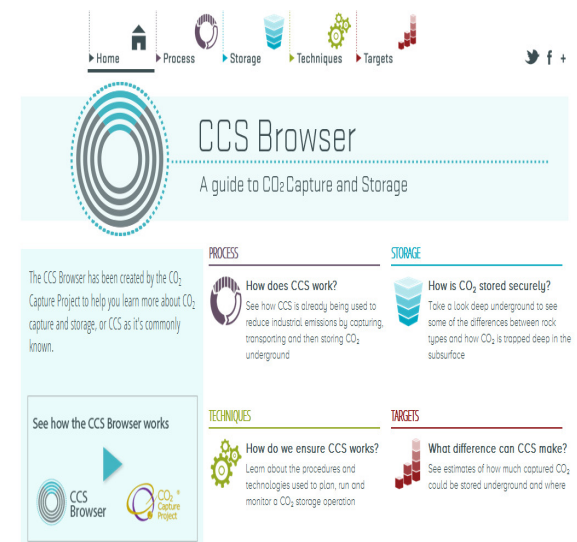 Home Process Storage Techniques Targets
CCS Browser
A guide to CO₂ Capture and Storage
The CCS Browser has been created by the CO₂
Capture Project to help you learn more about CO₂
capture and storage, or CCS as it's commonly
known.
See how the CCS Browser works
CCS
Browser
CO₂
Capture
Project
PROCESS
How does CCS work?
See how CCS is already being used to
reduce industrial emissions by capturing,
transporting and then storing CO₂
underground
STORAGE
How is CO₂ stored securely?
Take a look deep underground to see
some of the differences between rock
types and how CO₂ is trapped deep in the
subsurface
TECHNIQUES
How do we ensure CCS works?
Learn about the procedures and
technologies used to plan, run and
monitor a CO₂ storage operation
TARGETS
What difference can CCS make?
See estimates of how much captured CO₂
could be stored underground and where